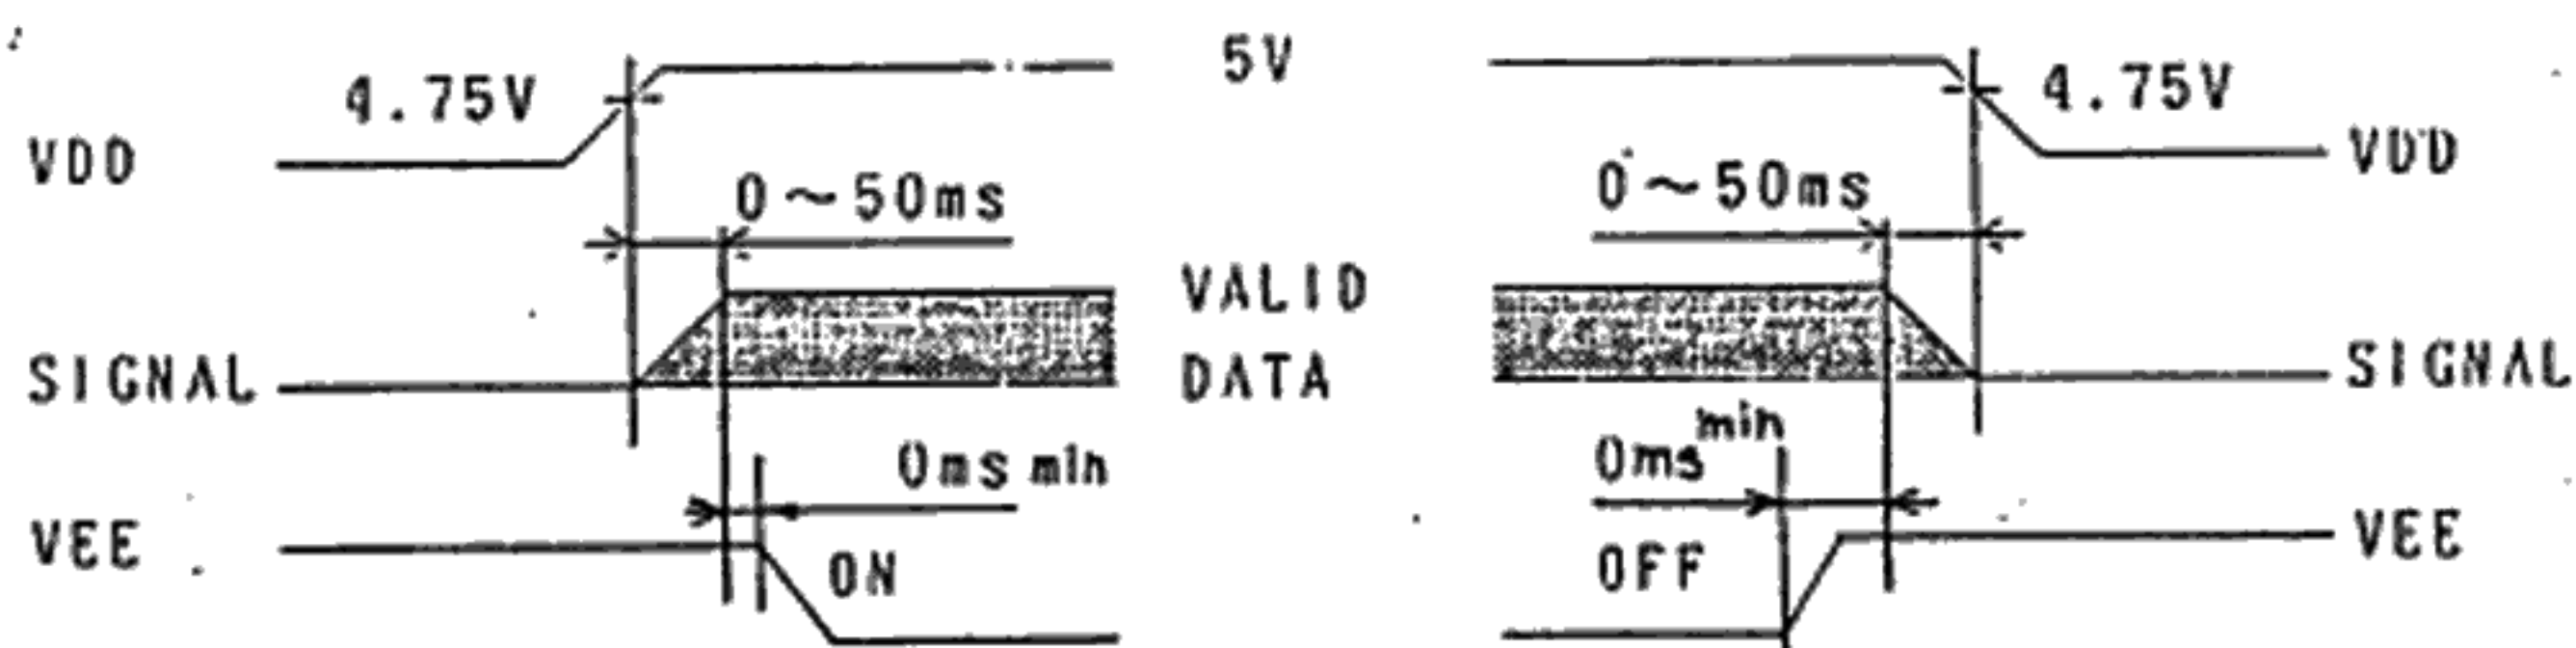 5V
4.75V
4.75V
VDD
VDD
0~50ms
0~50ms
VALID
DATA
SIGNAL
SIGNAL
0ms min
0ms min
VEE
VEE
ON
OFF